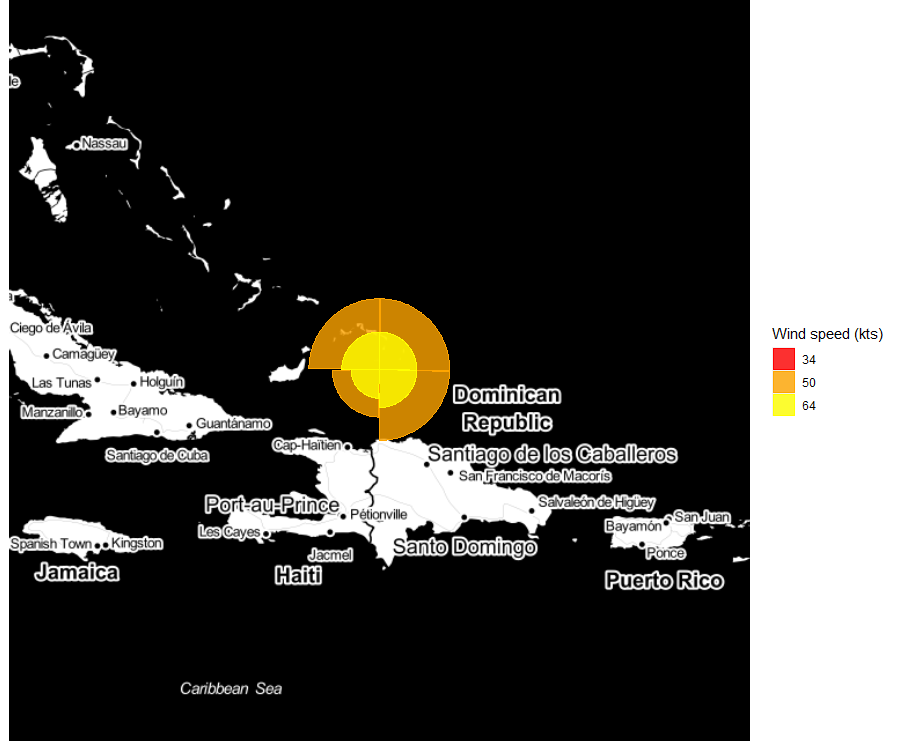 le
Nassau
a
Ciego de Ávila
Camagüey
Las Tunas
Holguín
Manzanillo
Bayamo
Guantánamo
Santiago de Cuba
Dominican
Republic
Cap-Haïtien
Santiago de los Caballeros
San Francisco de Macorís
Port-au-Prince
Pétionville
Salvaleón de Higüey
Les Cayes
Jacmel
Haiti
Santo Domingo
San Juan
Bayamón
Ponce
Puerto Rico
Spanish Town
Kingston
Jamaica
Caribbean Sea
Wind speed (kts)
34
50
64